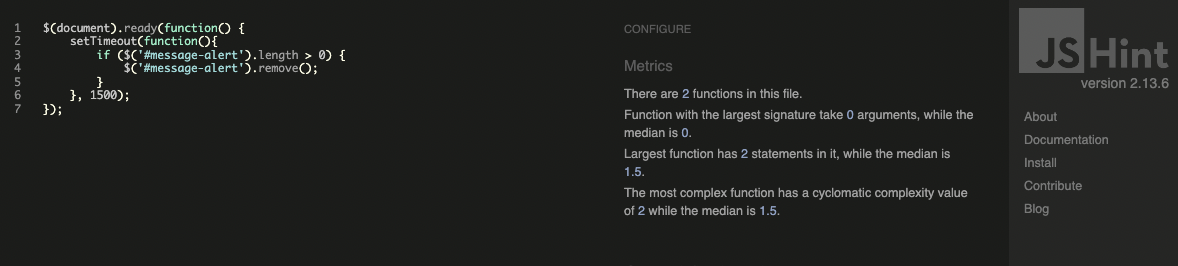 1 $(document).ready(function() {
2 setTimeout(function(){
3 if ($('#message-alert').length > 0) {
4 $('#message-alert').remove();
5 }
6 }, 1500);
7 });
CONFIGURE
Metrics
There are 2 functions in this file.
Function with the largest signature take 0 arguments, while the
median is 0.
Largest function has 2 statements in it, while the median is
1.5.
The most complex function has a cyclomatic complexity value
of 2 while the median is 1.5.
JSHint
version 2.13.6
About
Documentation
Install
Contribute
Blog